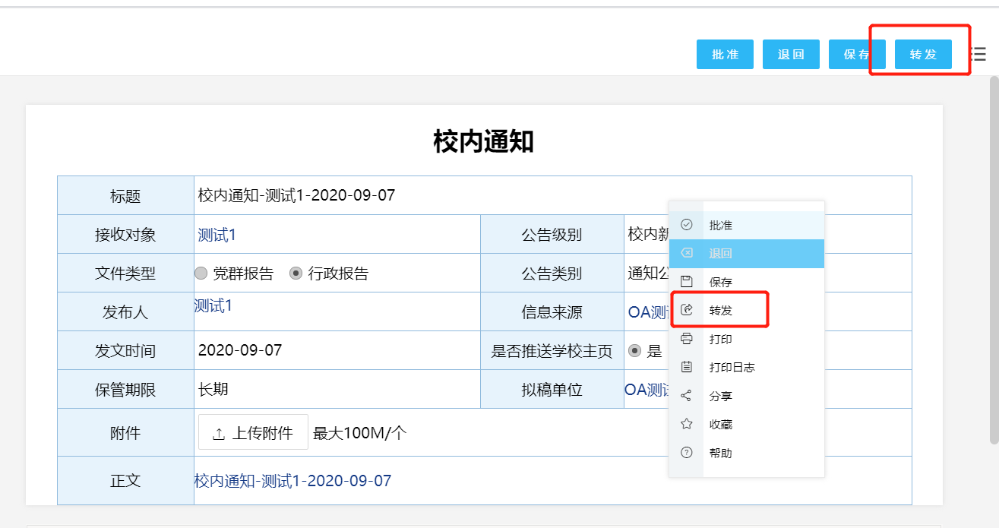 批准 退回 保存 转发
校内通知
标题 校内通知-测试1-2020-09-07
接收对象 测试1 公告级别 校内新
文件类型 党群报告 行政报告 公告类别 通知公
发布人 测试1 信息来源 OA测
发文时间 2020-09-07 是否推送学校主页 是
保管期限 长期 拟稿单位 OA测
附件 上传附件 最大100M/个
正文 校内通知-测试1-2020-09-07
批准
退回
保存
转发
打印
打印日志
分享
收藏
帮助